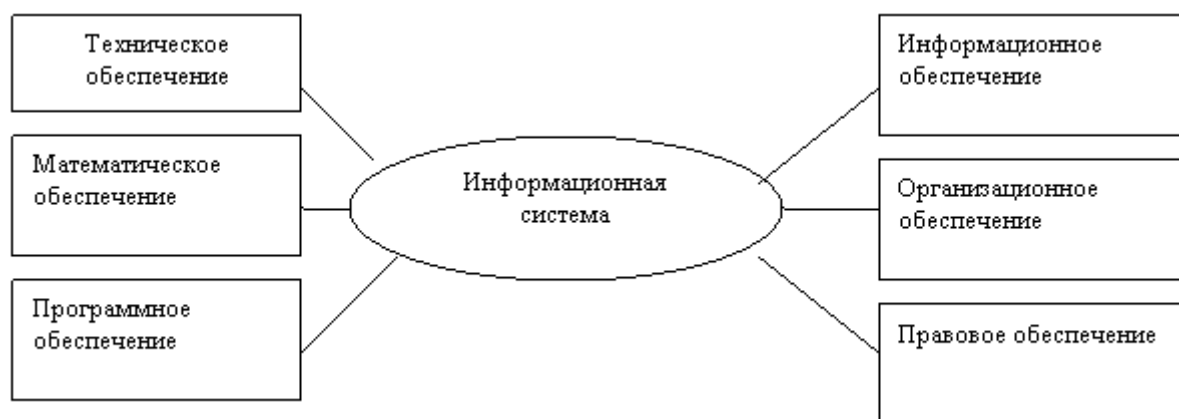 Техническое
обеспечение
Математическое
обеспечение
Программное
обеспечение
Информационная
система
Информационное
обеспечение
Организационное
обеспечение
Правовое обеспечение